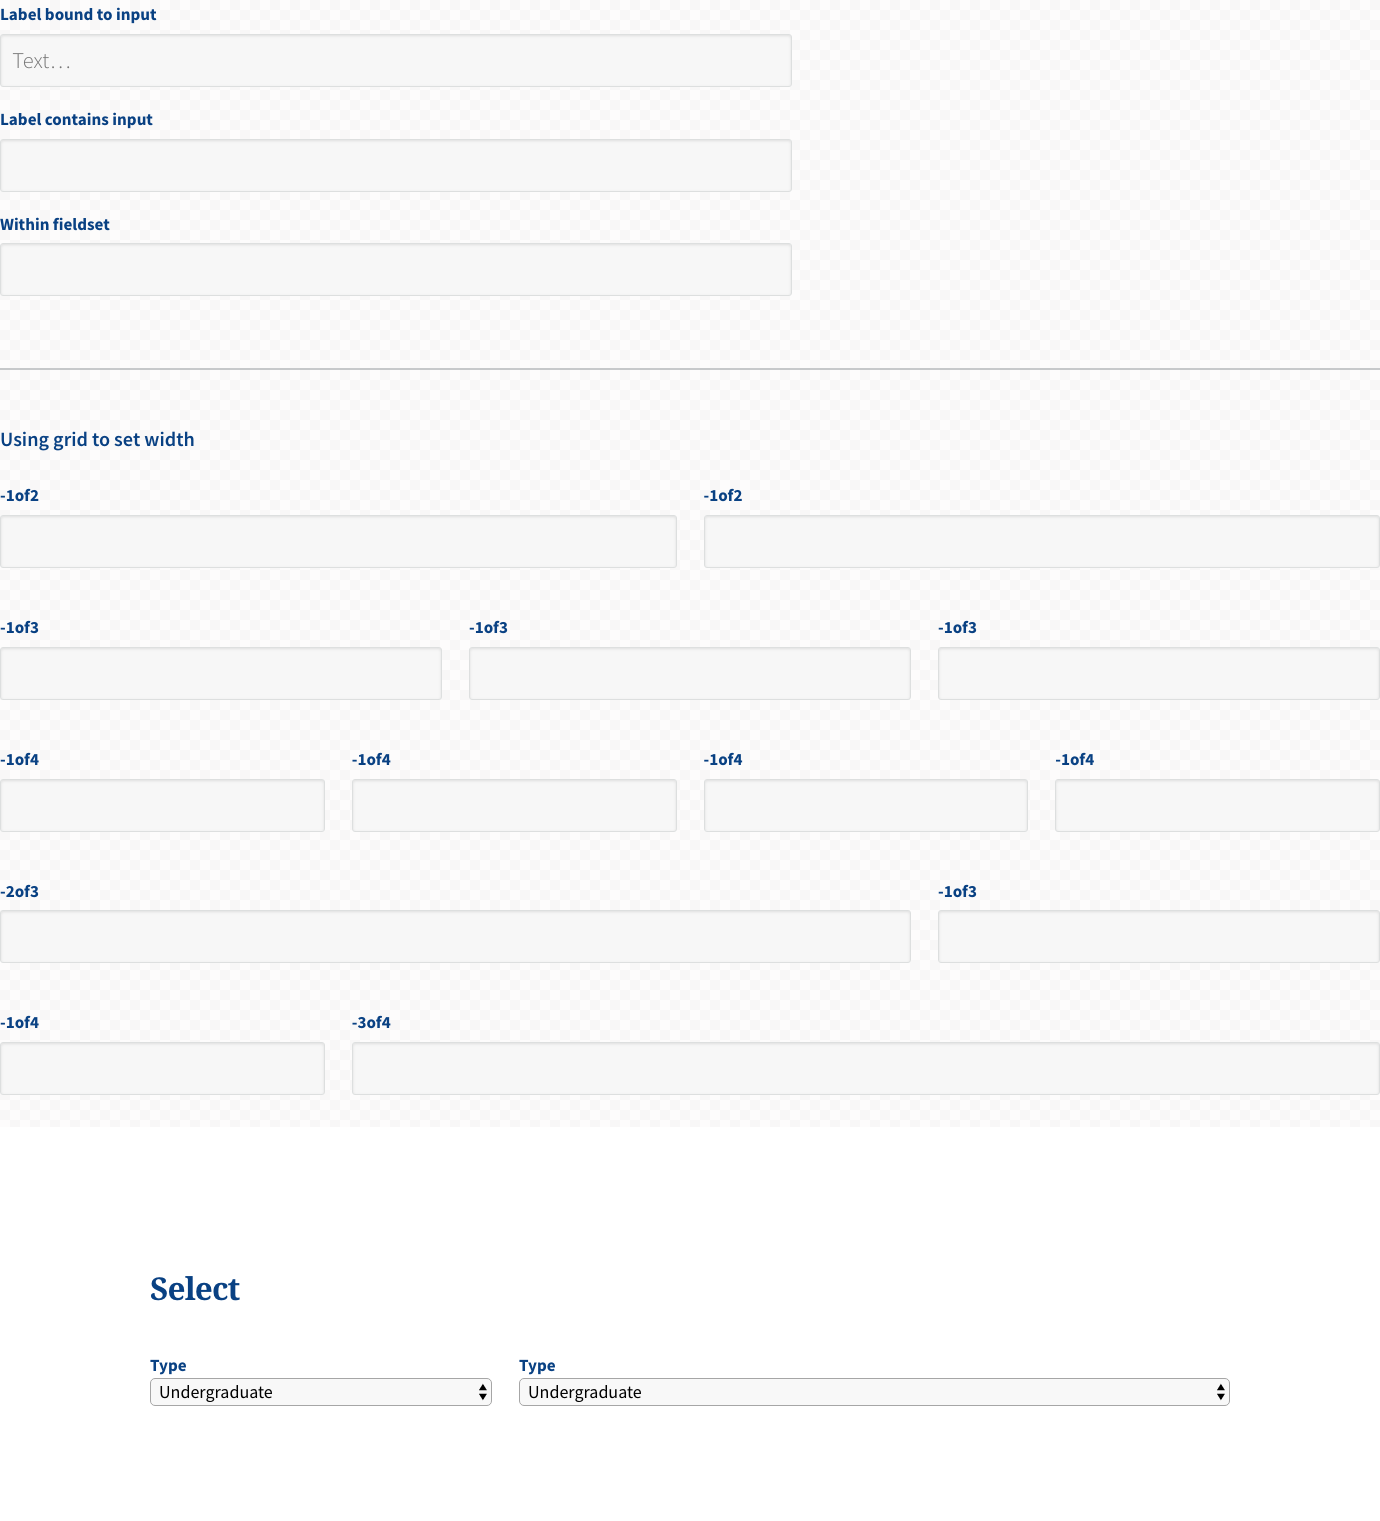 Label bound to input
Text…
Label contains input
Within fieldset
Using grid to set width
-1of2 -1of2
-1of3 -1of3 -1of3
-1of4 -1of4 -1of4 -1of4
-2of3 -1of3
-1of4 -3of4
Select
Type Type
Undergraduate Undergraduate